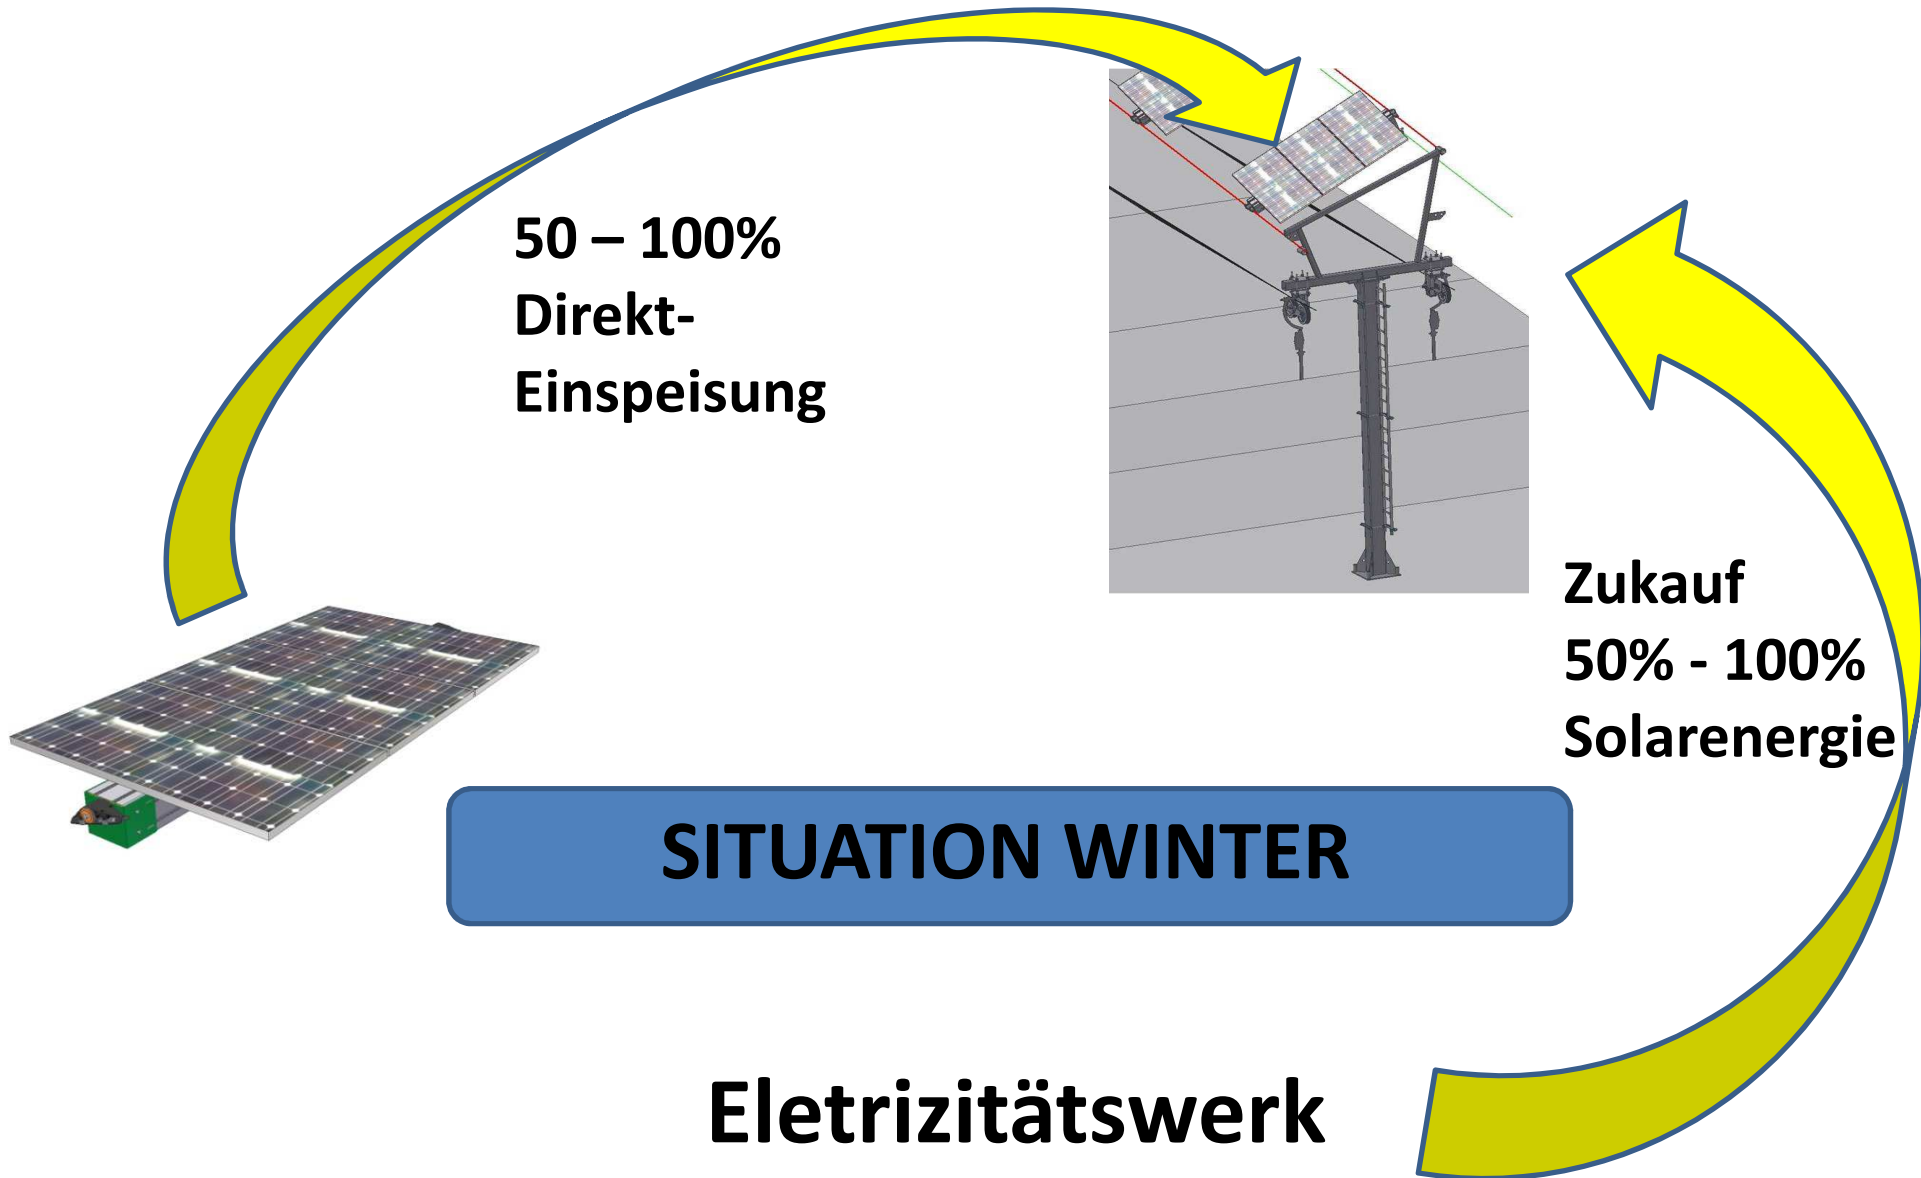 50 – 100%
Direkt-
Einspeisung
Zukauf
50% - 100%
Solarenergie
SITUATION WINTER
Eletrizitätswerk